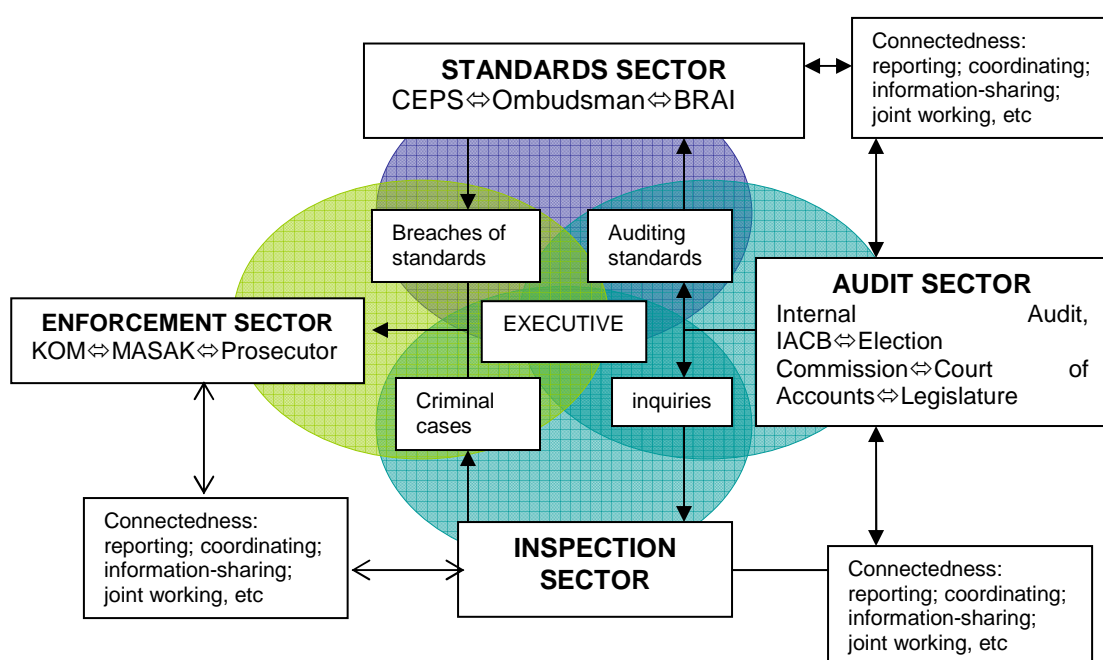 STANDARDS SECTOR
CEPS⇔Ombudsman⇔BRAI
Connectedness:
reporting; coordinating;
information-sharing;
joint working, etc
Breaches of
standards
Auditing
standards
ENFORCEMENT SECTOR
KOM⇔MASAK⇔Prosecutor
EXECUTIVE
AUDIT SECTOR
Internal Audit,
IACB⇔Election
Commission⇔Court of
Accounts⇔Legislature
Criminal
cases
inquiries
Connectedness:
reporting; coordinating;
information-sharing;
joint working, etc
INSPECTION
SECTOR
Connectedness:
reporting; coordinating;
information-sharing;
joint working, etc